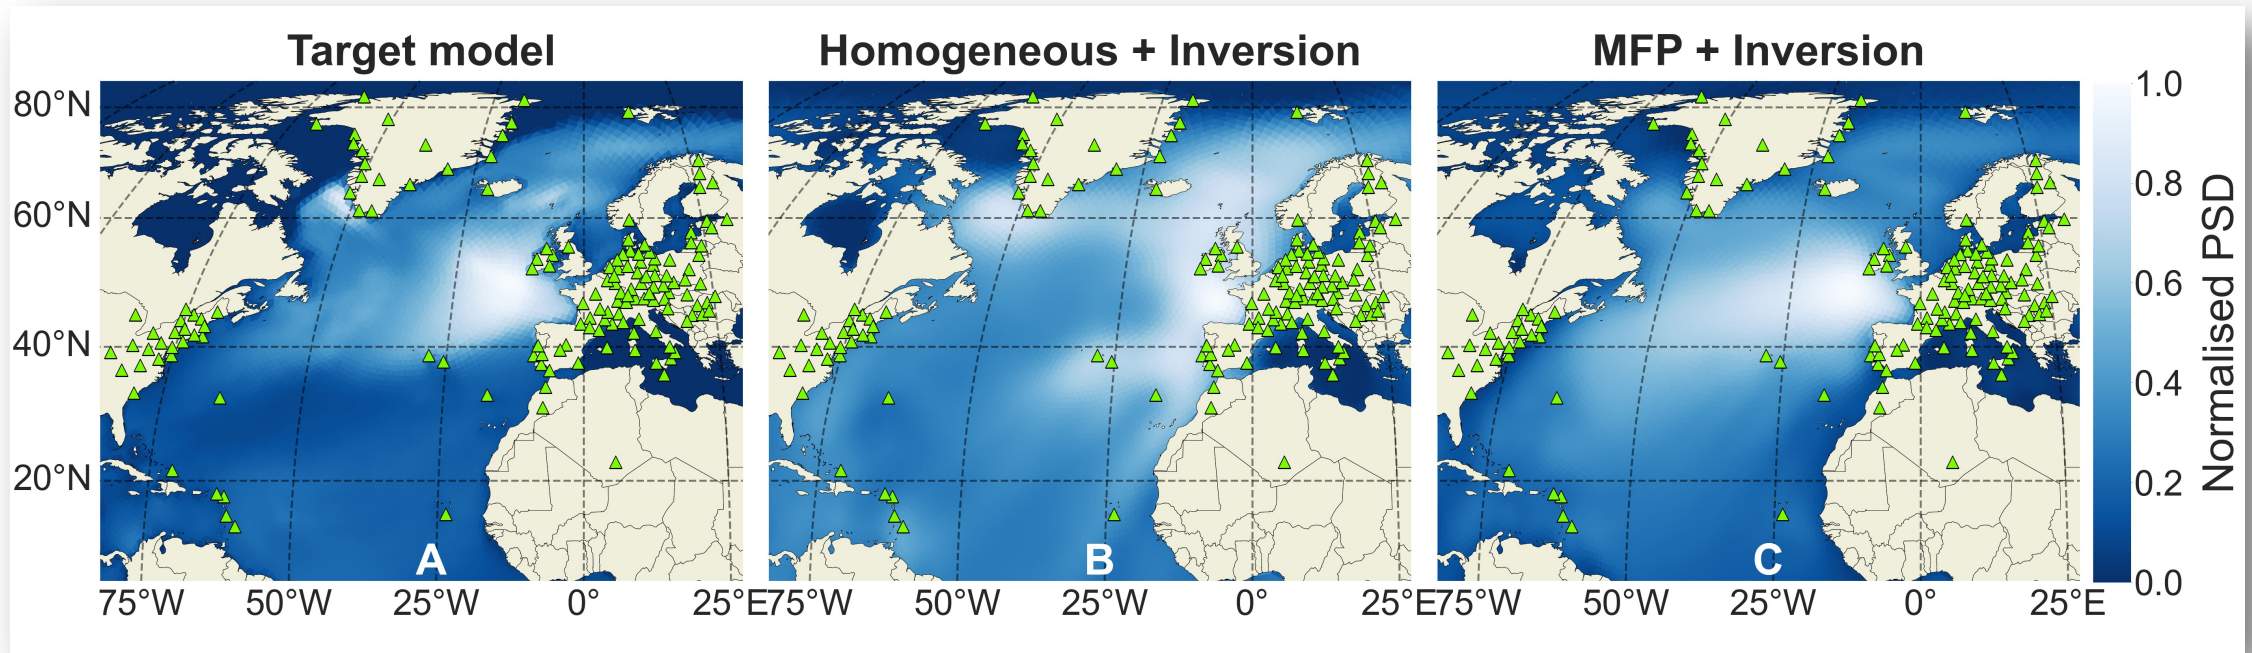 Target model
Homogeneous + Inversion
MFP + Inversion
80°N
60°N
40°N
20°N
A
B
C
75°W 50°W 25°W 0° 25°E
75°W 50°W 25°W 0° 25°E
75°W 50°W 25°W 0° 25°E
1.0
0.8
0.6
0.4
0.2
0.0
Normalised PSD